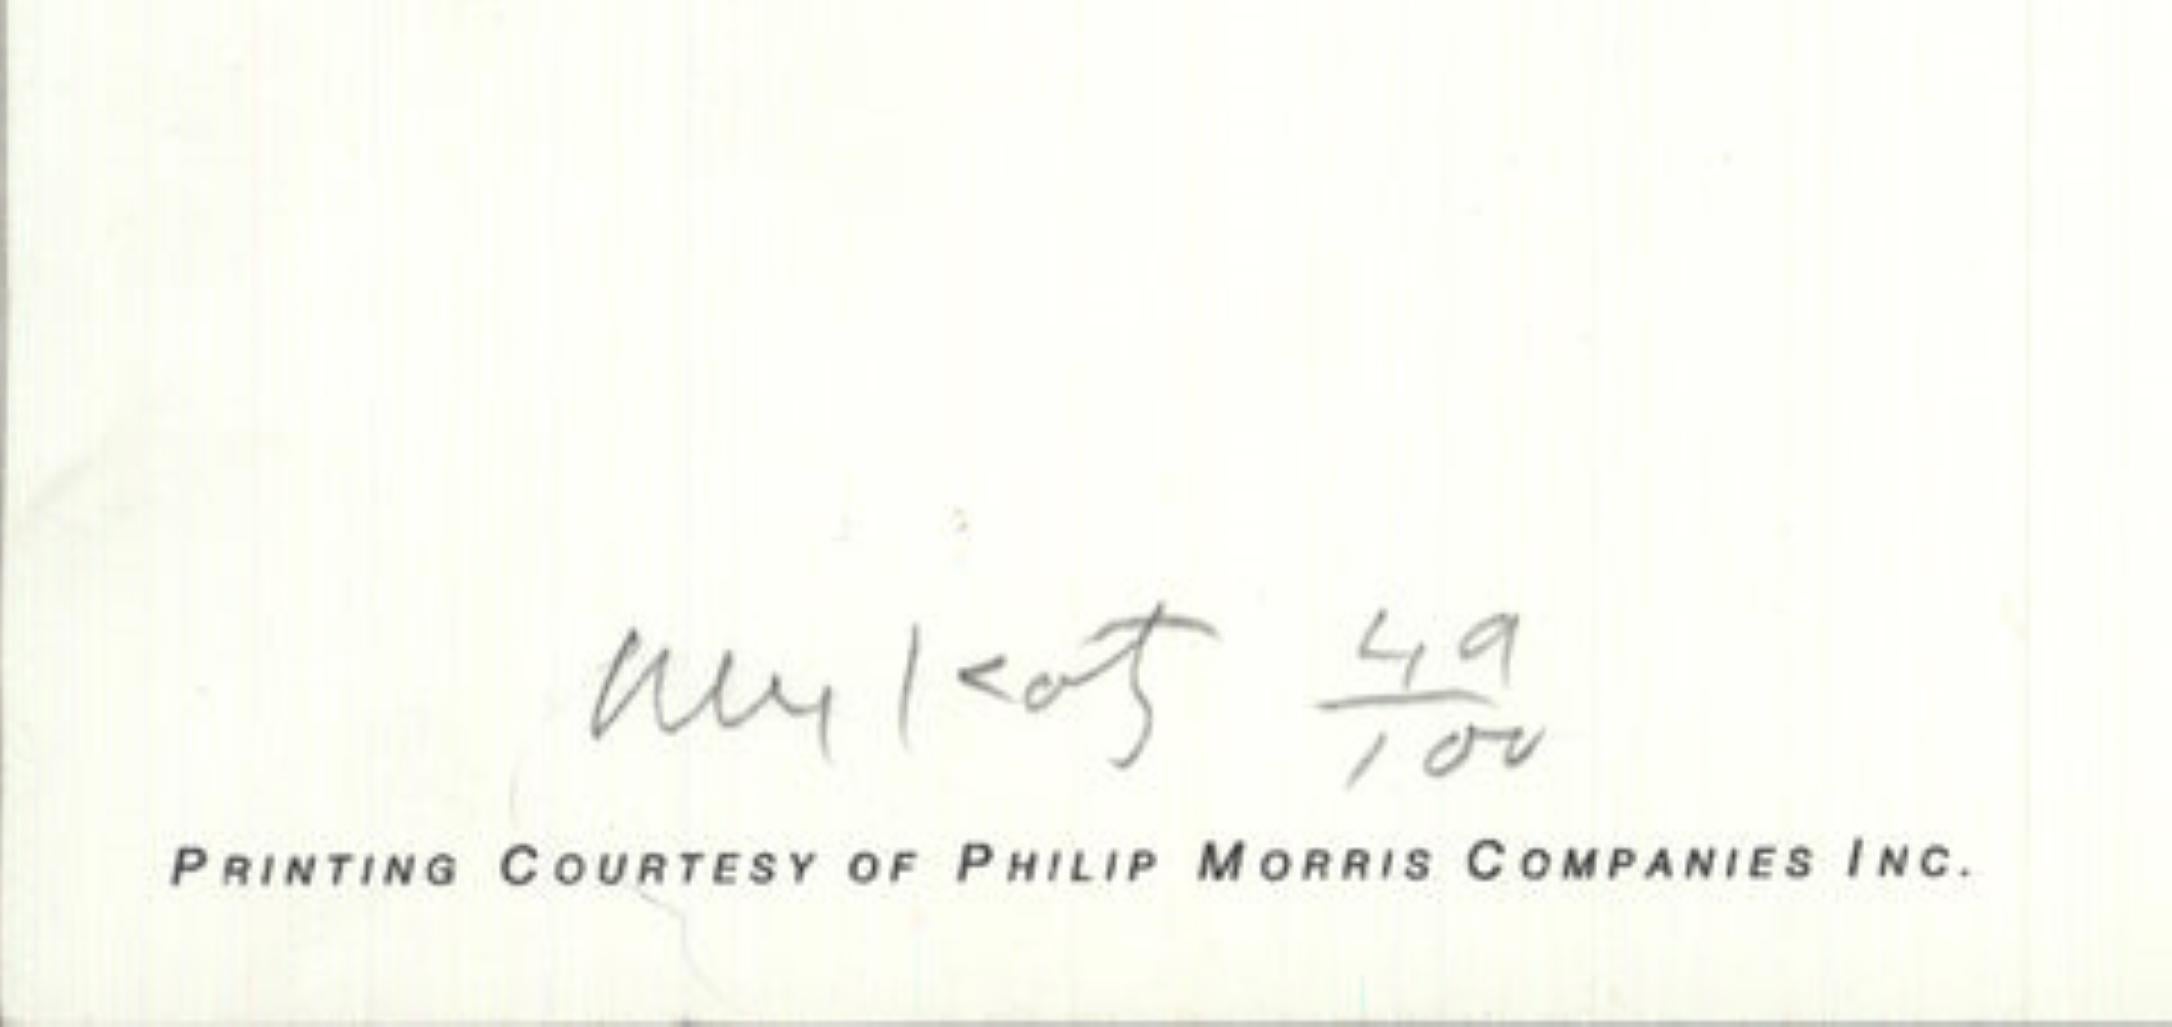 Alex Katz 49/100
PRINTING COURTESY OF PHILIP MORRIS COMPANIES INC.